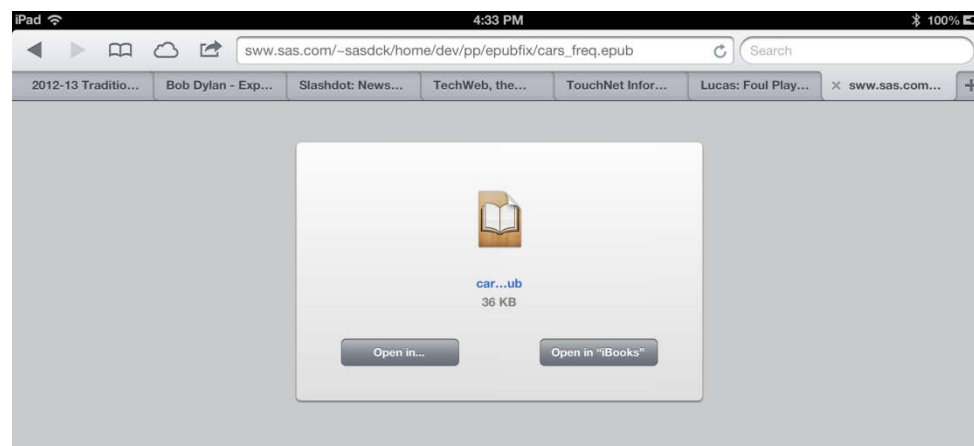 iPad 4:33 PM 100%
sww.sas.com/~sasdck/home/dev/pp/epubfix/cars_freq.epub Search
2012-13 Traditio... Bob Dylan - Exp... Slashdot: News... TechWeb, the... TouchNet Infor... Lucas: Foul Play... sww.sas.com...
car...ub
36 KB
Open in... Open in “iBooks”